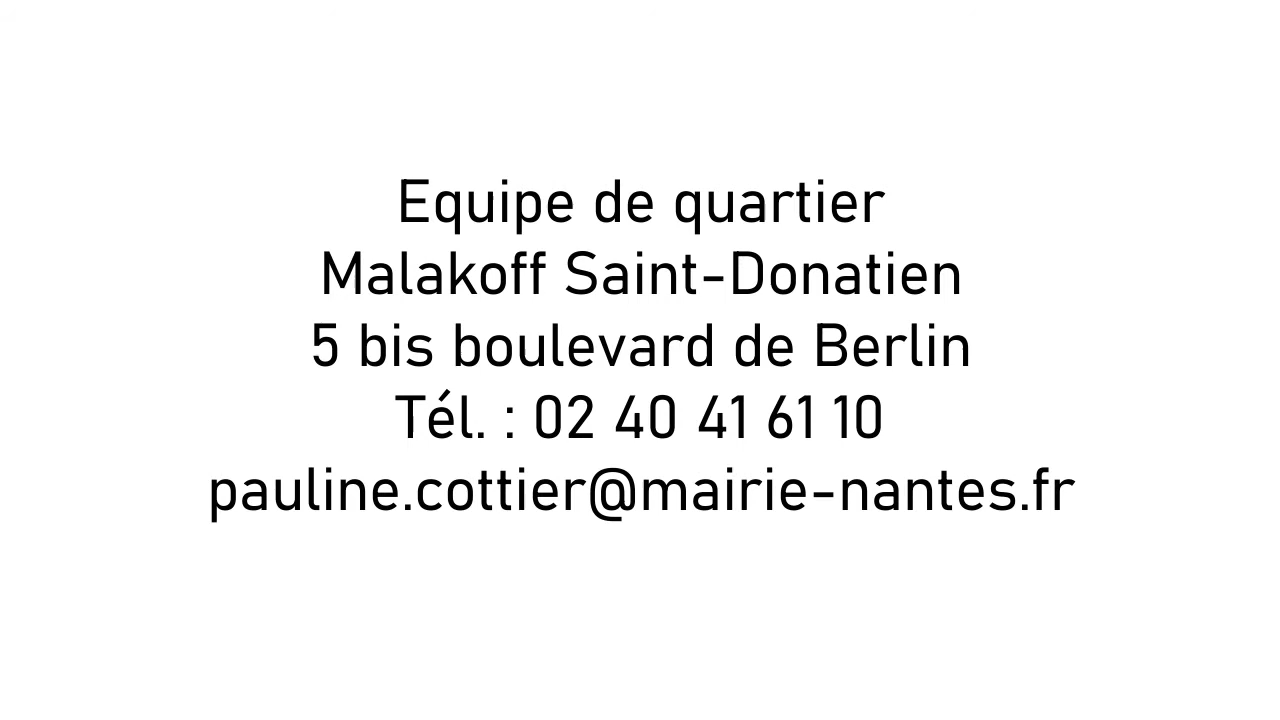 Equipe de quartier
Malakoff Saint-Donatien
5 bis boulevard de Berlin
Tél. : 02 40 41 61 10
pauline.cottier@mairie-nantes.fr